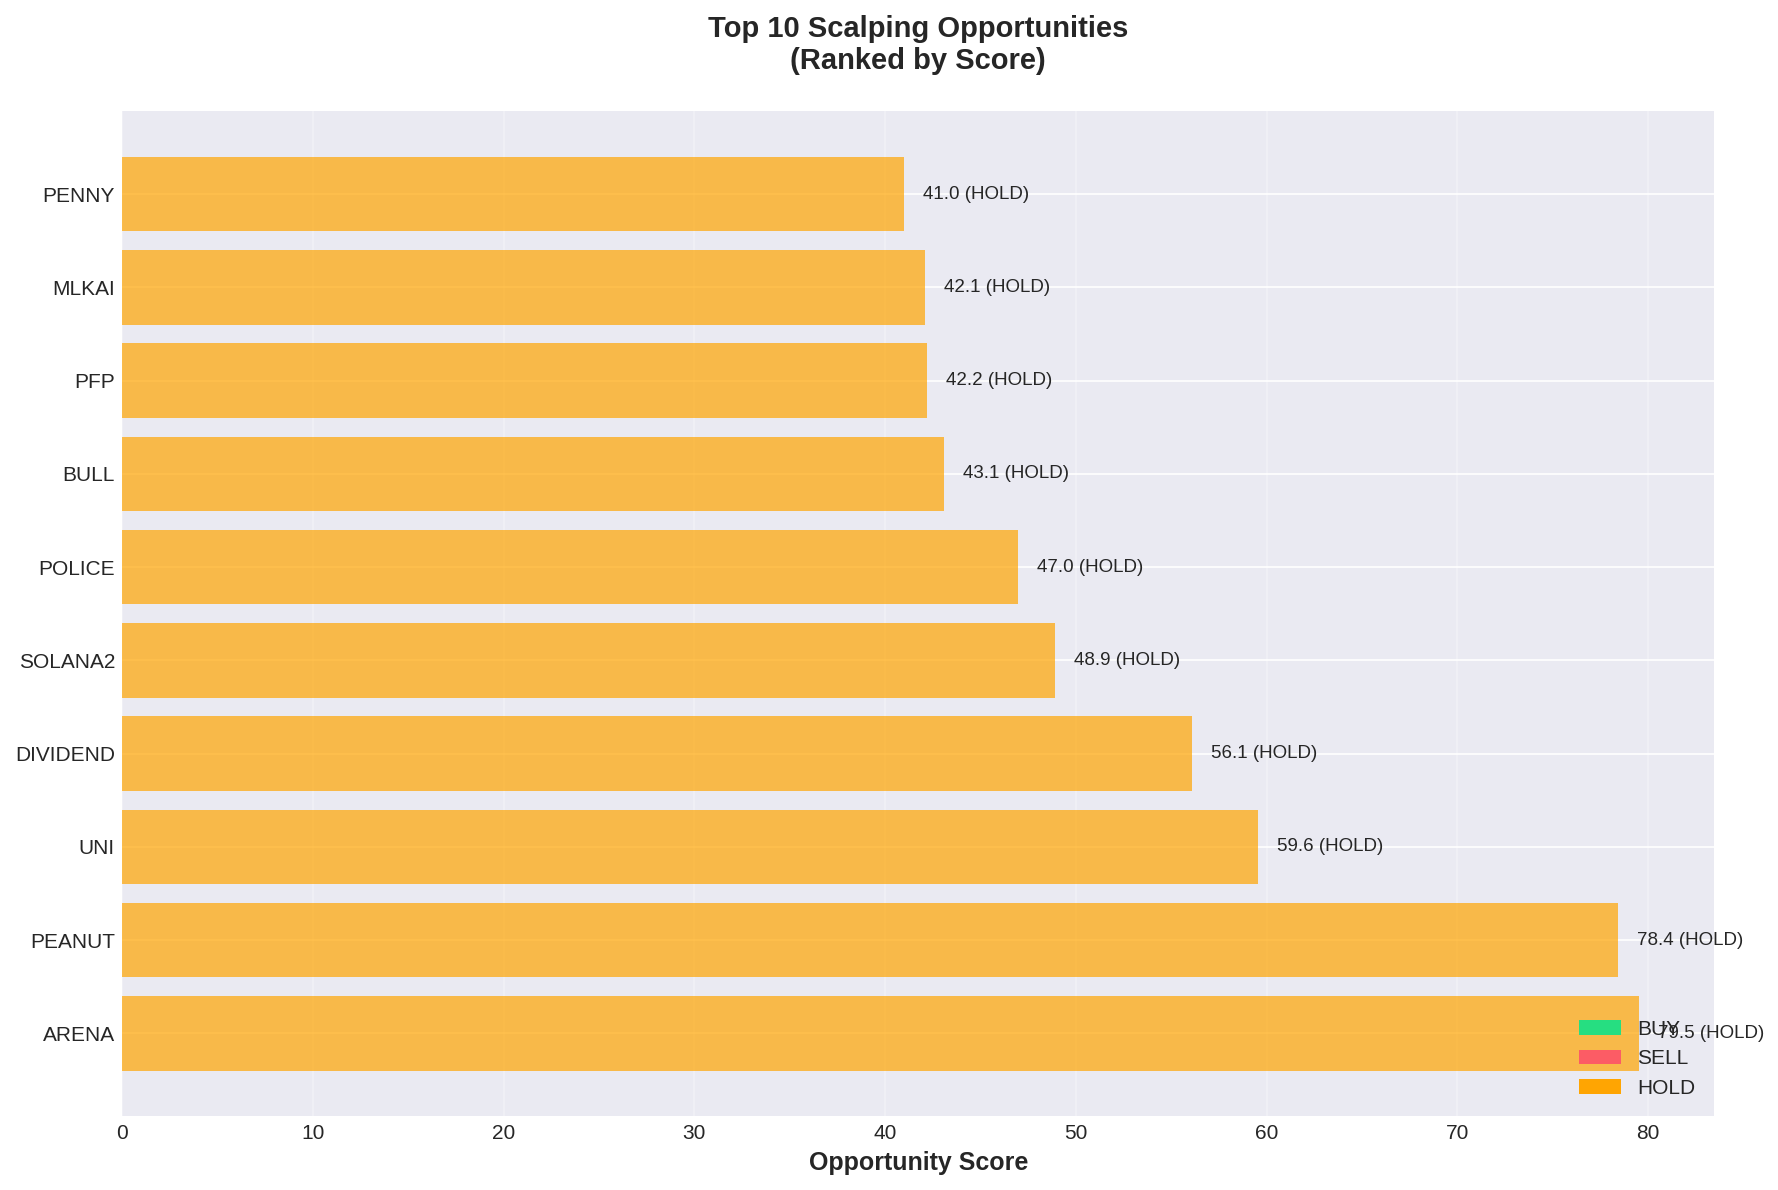 Top 10 Scalping Opportunities
(Ranked by Score)
PENNY 41.0 (HOLD)
MLKAI 42.1 (HOLD)
PFP 42.2 (HOLD)
BULL 43.1 (HOLD)
POLICE 47.0 (HOLD)
SOLANA2 48.9 (HOLD)
DIVIDEND 56.1 (HOLD)
UNI 59.6 (HOLD)
PEANUT 78.4 (HOLD)
ARENA 79.5 (HOLD)
BUY
SELL
HOLD
0 10 20 30 40 50 60 70 80
Opportunity Score